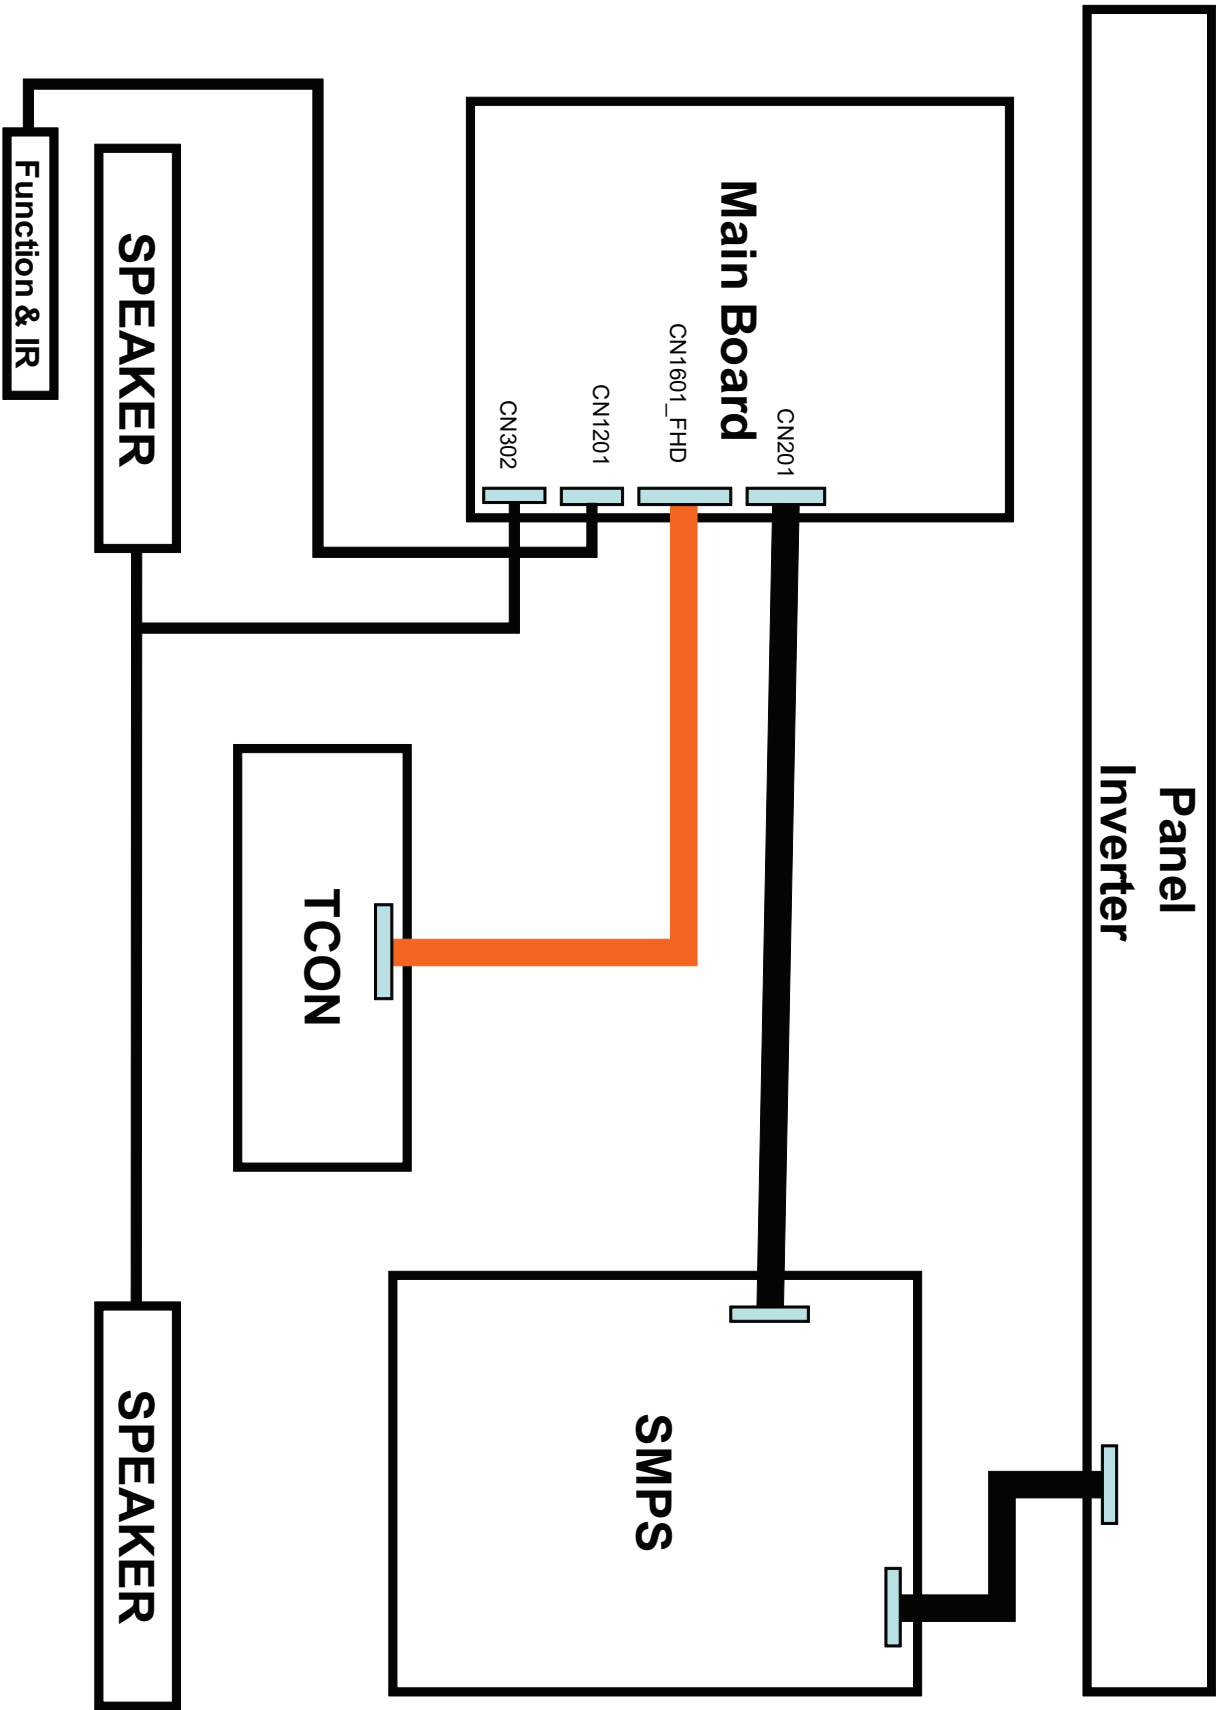 Panel
Inverter
Main Board
CN201
CN1601_FHD
CN1201
CN302
SMPS
TCON
SPEAKER
SPEAKER
Function & IR